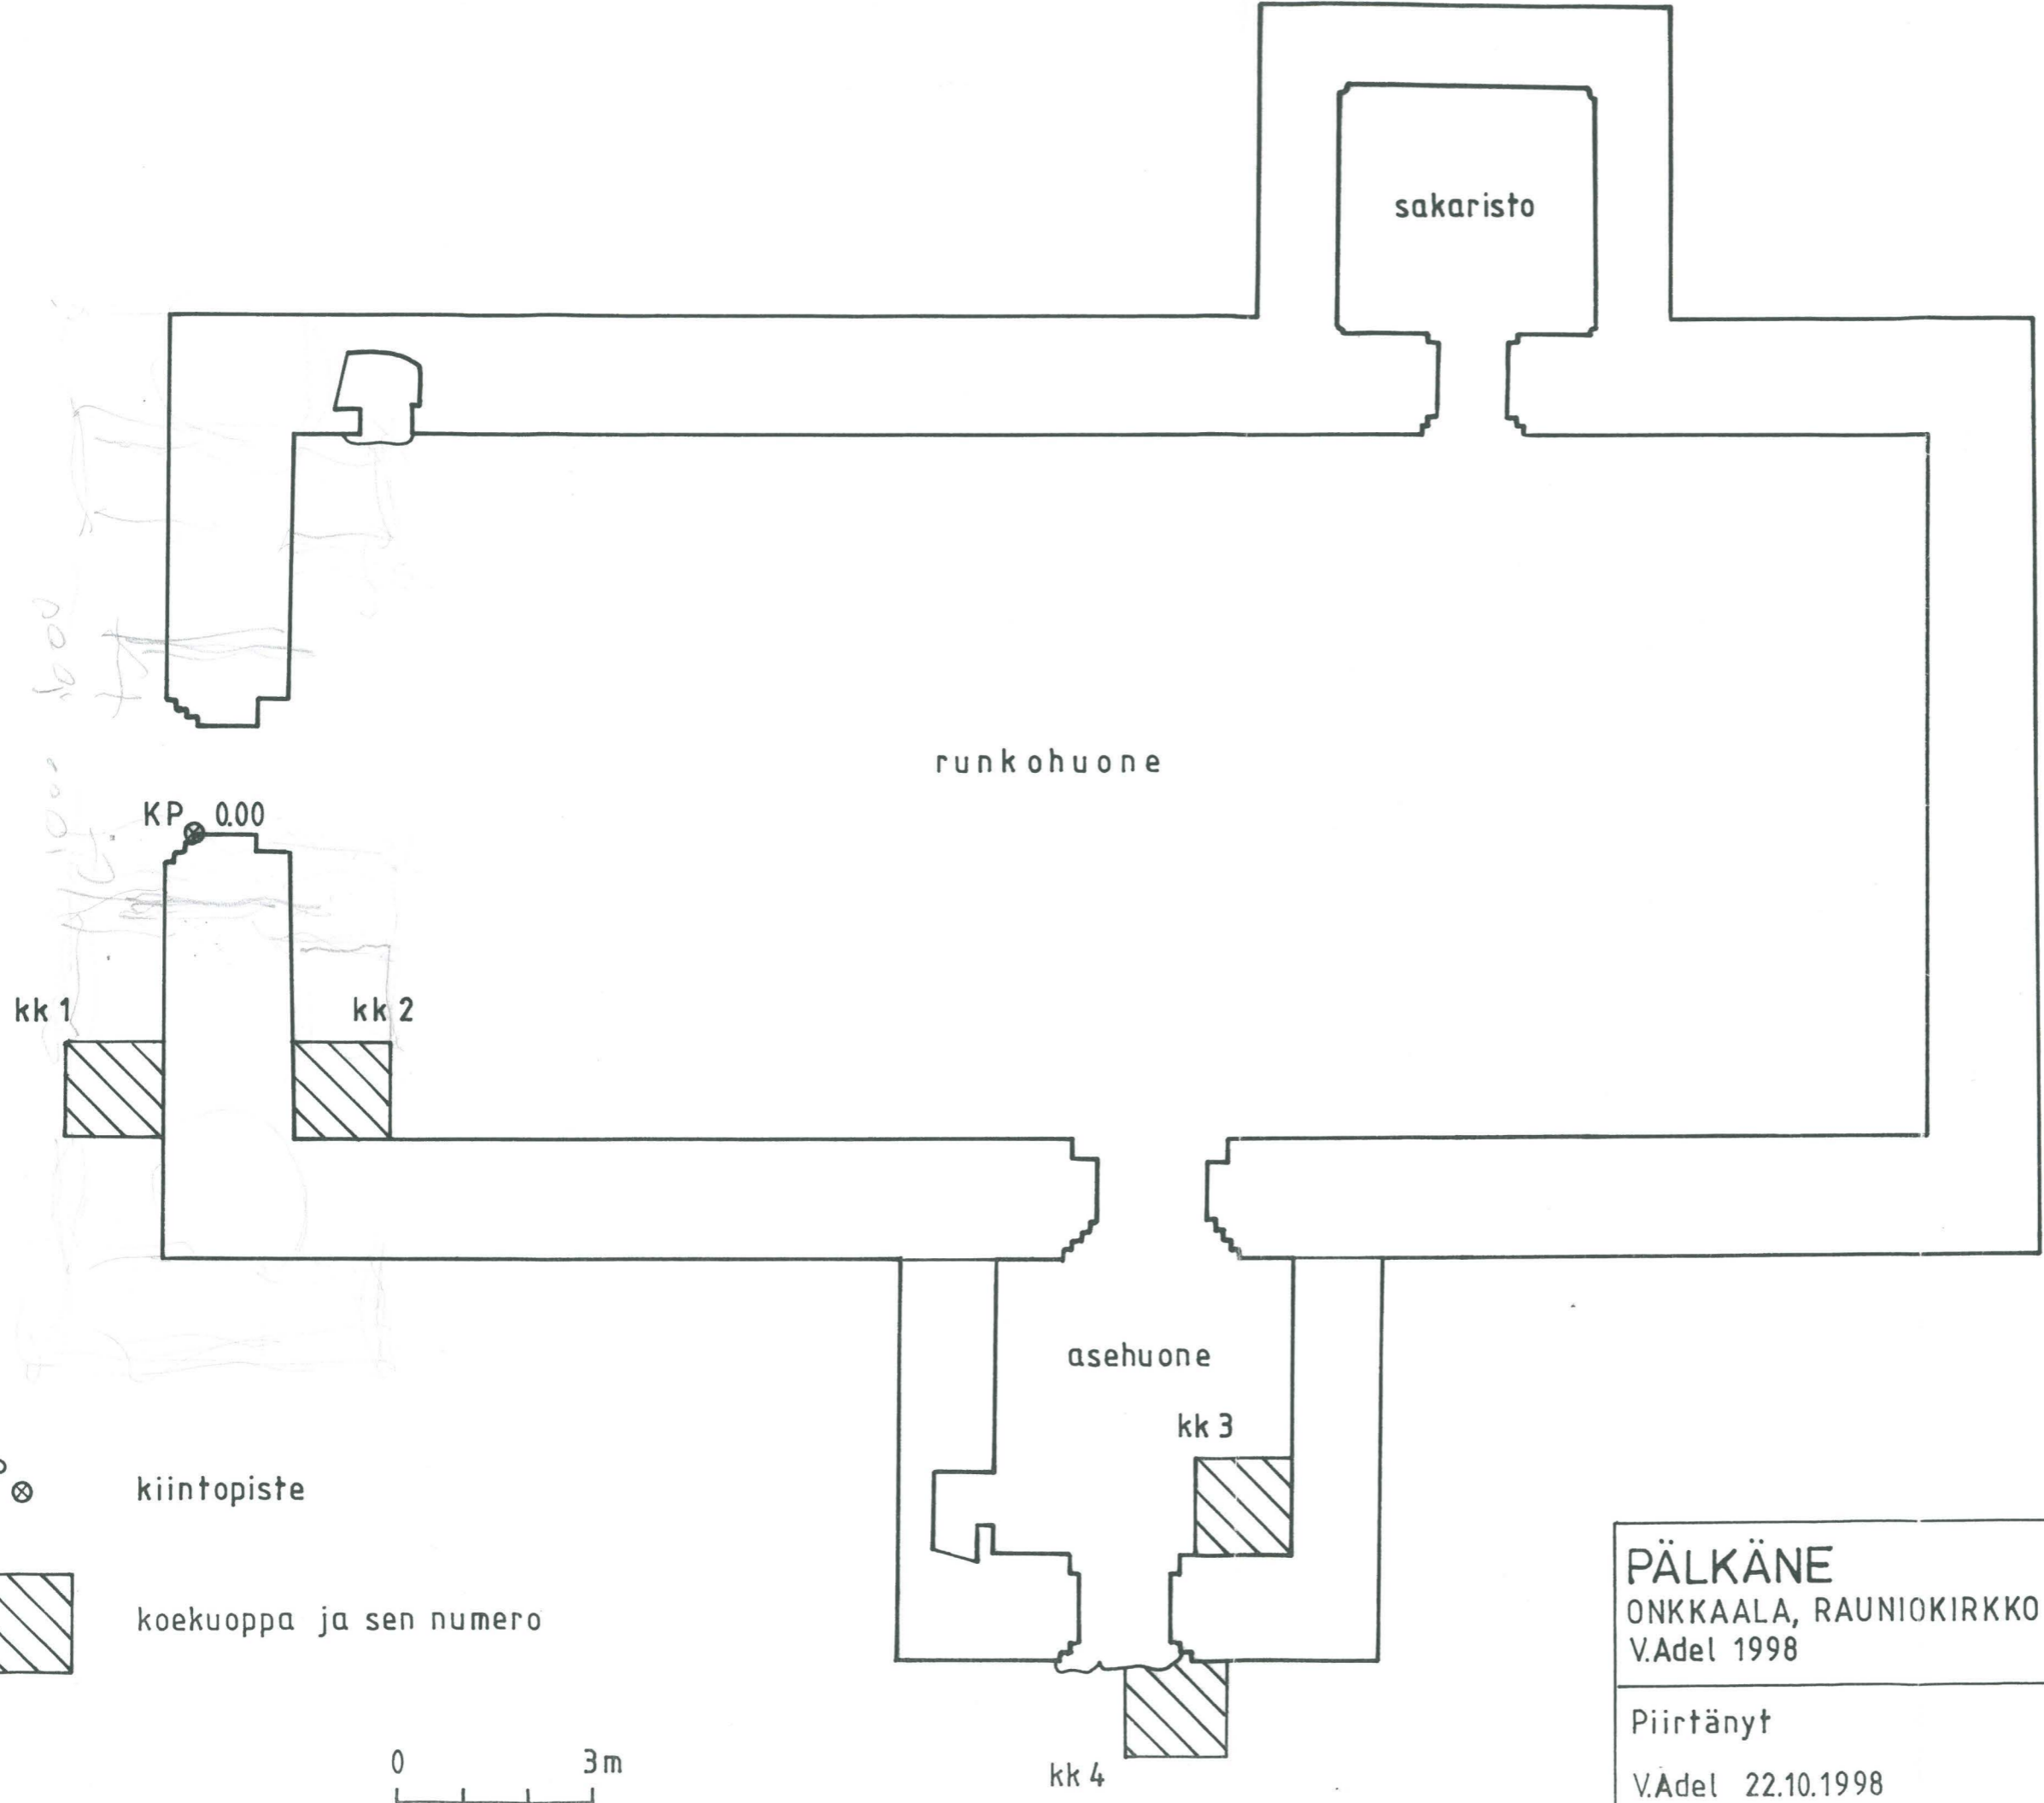 sakaristo
runkohuone
KP 0.00
kk 1
kk 2
asehuone
kk 3
kiintopiste
koekuoppa ja sen numero
kk 4
0 3m
PÄLKÄNE
ONKKAALA, RAUNIOKIRKKO
V.Adel 1998
Piirtänyt
V.Adel 22.10.1998